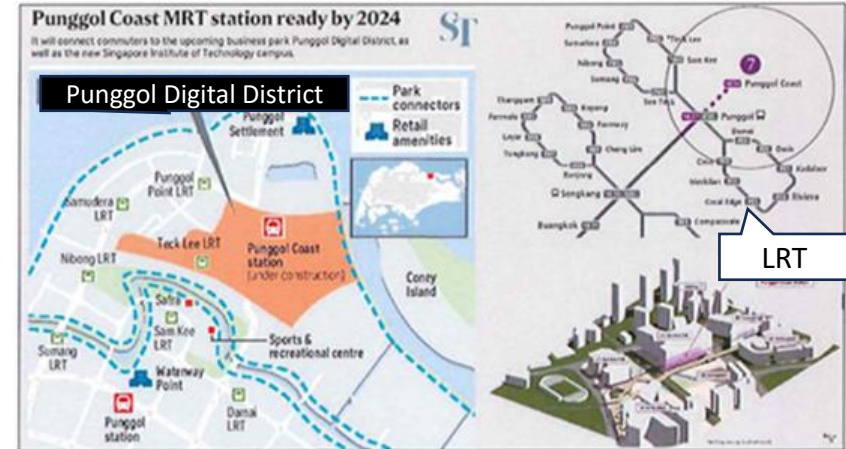 Punggol Coast MRT station ready by 2024
It will connect commuters to the upcoming business park Punggol Digital District, as
well as the new Singapore Institute of Technology campus.
ST
Punggol Digital District
Park
connectors
Retail
amenities
Punggol
Settlement
Punggol
Point LRT
Samudera
LRT
Teck Lee LRT
Nibong LRT
Punggol Coast
station
(under construction)
Coney
Island
Safra
Sam Kee
LRT
Sports &
recreational centre
Sumang
LRT
Waterway
Point
Punggol
station
Damai
LRT
Punggol Point
Teck Lee
Samudera
Sam Kee
Nibong
Sumang
Soo Teck
7
Punggol Coast
Punggol
Thanggam
Kupang
Fernvale
Farmway
Layar
Tongkang
Cheng Lim
Renjong
Sengkang
Buangkok
Compassvale
Damai
Oasis
Cove
Kadaloor
Meridian
Coral Edge
Riviera
LRT